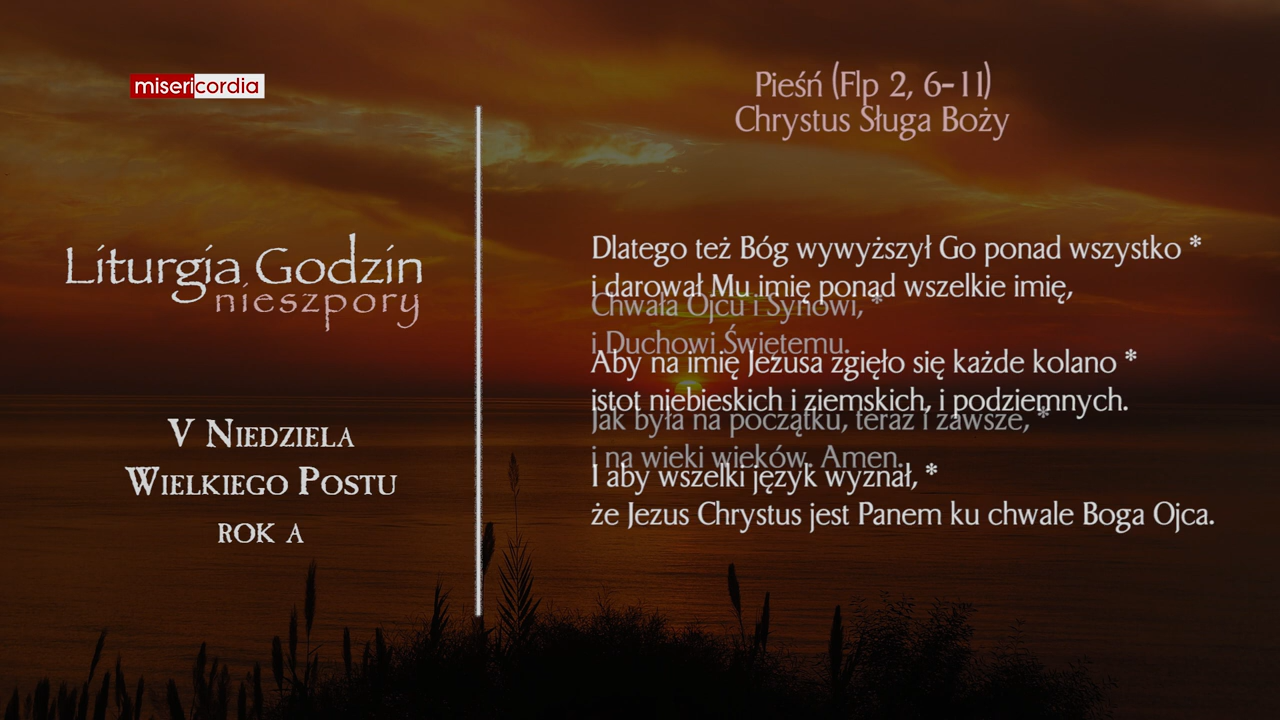 misericordia
Liturgia Godzin
nieszpory
V Niedziela
Wielkiego Postu
rok A
Pieśń (Flp 2, 6-11)
Chrystus Sługa Boży
Dlatego też Bóg wywyższył Go ponad wszystko *
i darował Mu imię ponad wszelkie imię,
Chwała Ojcu i Synowi, *
i Duchowi Świętemu.
Aby na imię Jezusa zgięło się każde kolano *
istot niebieskich i ziemskich, i podziemnych.
Jak była na początku, teraz i zawsze, *
i na wieki wieków. Amen.
I aby wszelki język wyznał, *
że Jezus Chrystus jest Panem ku chwale Boga Ojca.